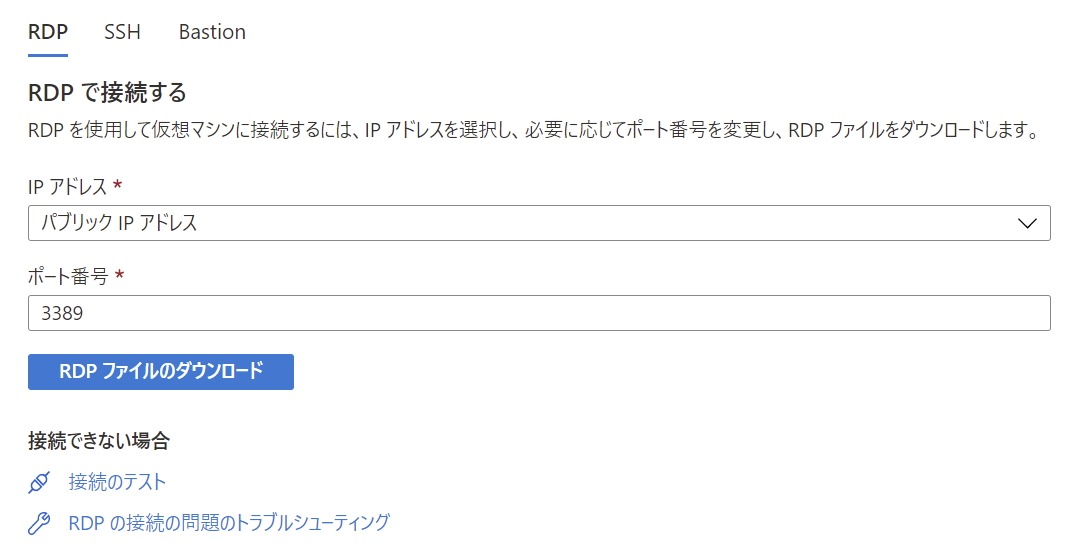 RDP SSH Bastion
RDP で接続する
RDP を使用して仮想マシンに接続するには、IP アドレスを選択し、必要に応じてポート番号を変更し、RDP ファイルをダウンロードします。
IP アドレス *
パブリック IP アドレス
ポート番号 *
3389
RDP ファイルのダウンロード
接続できない場合
接続のテスト
RDP の接続の問題のトラブルシューティング